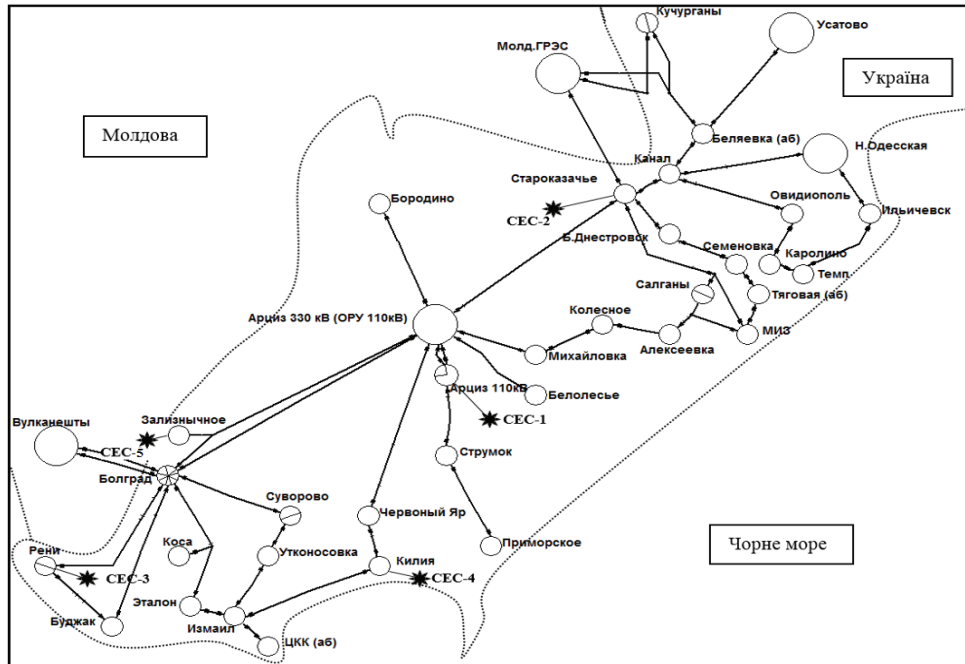 Кучурганы
Усатово
Молд.ГРЭС
Україна
Молдова
Беляевка (аб)
Канал
Н.Одесская
Староказачье
СЕС-2
Бородино
Овидиополь
Ильичевск
Б.Днестровск
Семеновка
Каролино
Темп
Салганы
Тяговая (аб)
Колесное
Арциз 330 кВ (ОРУ 110кВ)
МИЗ
Михайловка
Алексеевка
Арциз 110кВ
Белолесье
Вулканешты
Зализнычное
СЕС-1
СЕС-5
Болград
Струмок
Суворово
Червоный Яр
Рени
Коса
Утконосовка
Приморское
Чорне море
СЕС-3
Килия
СЕС-4
Эталон
Буджак
Измаил
ЦКК (аб)